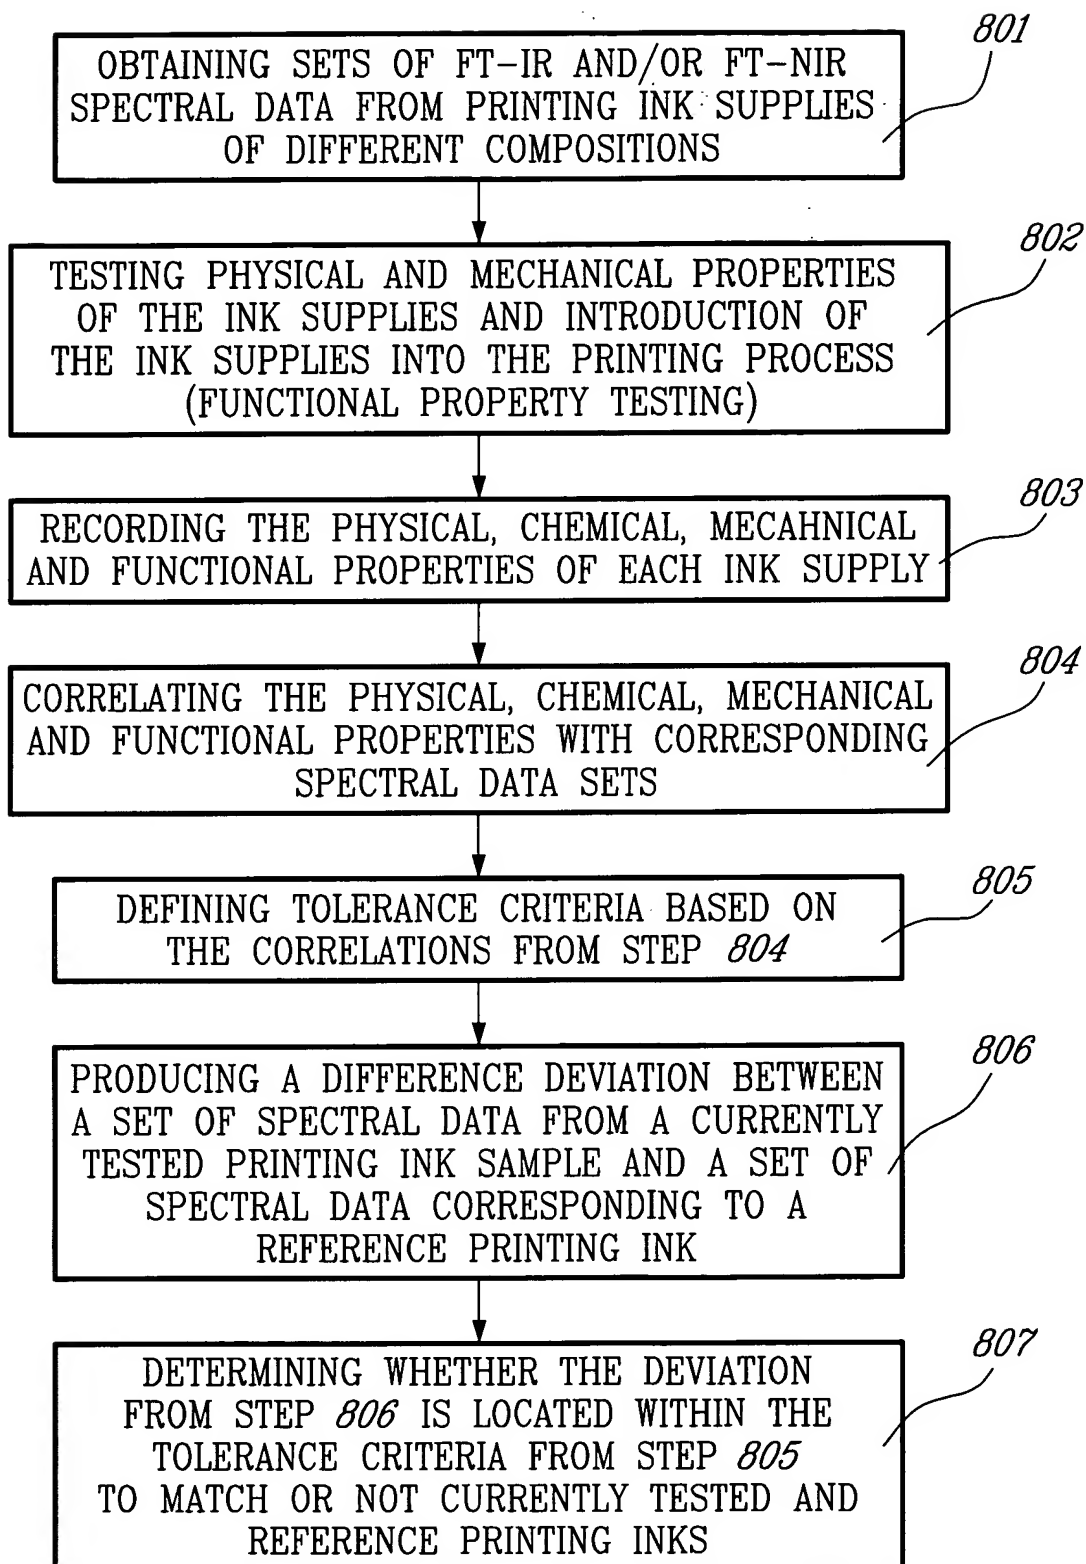 801
OBTAINING SETS OF FT-IR AND/OR FT-NIR
SPECTRAL DATA FROM PRINTING INK SUPPLIES
OF DIFFERENT COMPOSITIONS
802
TESTING PHYSICAL AND MECHANICAL PROPERTIES
OF THE INK SUPPLIES AND INTRODUCTION OF
THE INK SUPPLIES INTO THE PRINTING PROCESS
(FUNCTIONAL PROPERTY TESTING)
803
RECORDING THE PHYSICAL, CHEMICAL, MECAHNICAL
AND FUNCTIONAL PROPERTIES OF EACH INK SUPPLY
804
CORRELATING THE PHYSICAL, CHEMICAL, MECHANICAL
AND FUNCTIONAL PROPERTIES WITH CORRESPONDING
SPECTRAL DATA SETS
805
DEFINING TOLERANCE CRITERIA BASED ON
THE CORRELATIONS FROM STEP 804
806
PRODUCING A DIFFERENCE DEVIATION BETWEEN
A SET OF SPECTRAL DATA FROM A CURRENTLY
TESTED PRINTING INK SAMPLE AND A SET OF
SPECTRAL DATA CORRESPONDING TO A
REFERENCE PRINTING INK
807
DETERMINING WHETHER THE DEVIATION
FROM STEP 806 IS LOCATED WITHIN THE
TOLERANCE CRITERIA FROM STEP 805
TO MATCH OR NOT CURRENTLY TESTED AND
REFERENCE PRINTING INKS